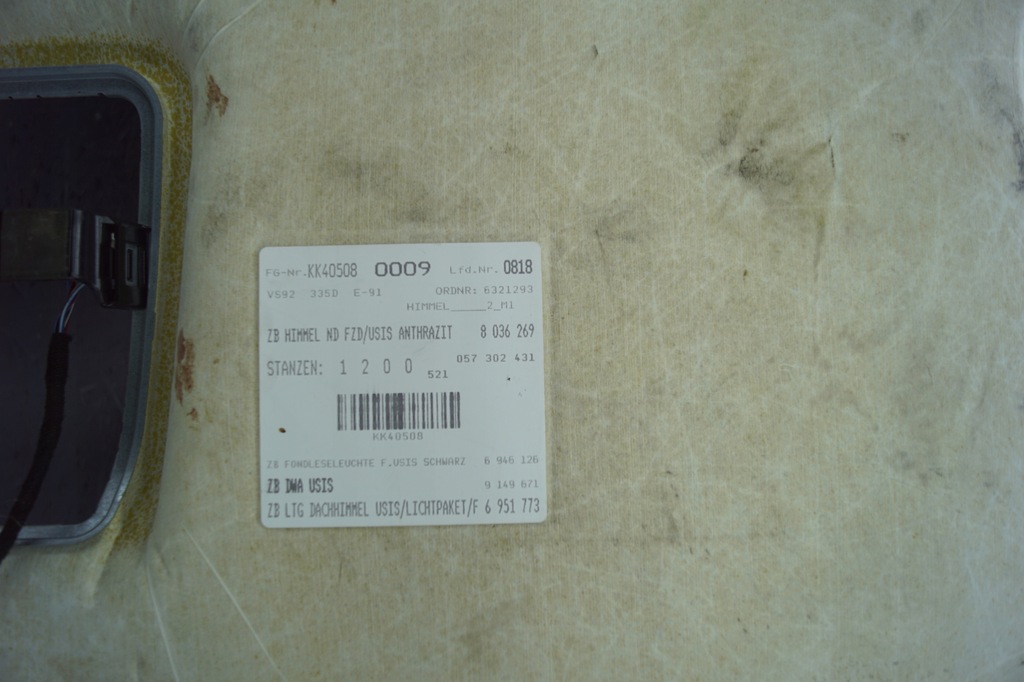 FG-Nr. KK40508 0009 Lfd.Nr. 0818
VS92 335D E-91 ORDNR: 6321293
HIMMEL_____2_M1
ZB HIMMEL ND FZD/USIS ANTHRAZIT 8 036 269
STANZEN: 1 2 0 0 057 302 431
521
KK40508
ZB FONDLESELEUCHTE F.USIS SCHWARZ 6 946 126
ZB DWA USIS 9 149 671
ZB LTG DACHHIMMEL USIS/LICHTPAKET/F 6 951 773